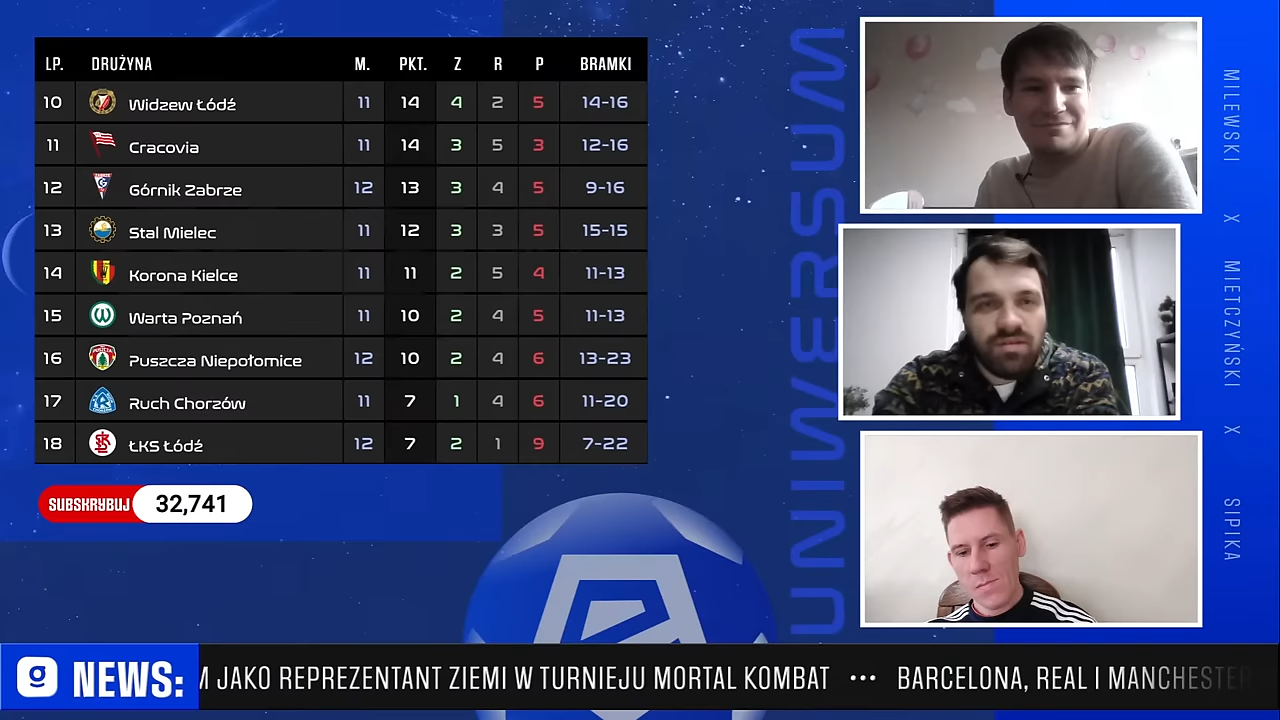 LP. DRUŻYNA M. PKT. Z R P BRAMKI
10 Widzew Łódź 11 14 4 2 5 14-16
11 Cracovia 11 14 3 5 3 12-16
12 Górnik Zabrze 12 13 3 4 5 9-16
13 Stal Mielec 11 12 3 3 5 15-15
14 Korona Kielce 11 11 2 5 4 11-13
15 Warta Poznań 11 10 2 4 5 11-13
16 Puszcza Niepołomice 12 10 2 4 6 13-23
17 Ruch Chorzów 11 7 1 4 6 11-20
18 ŁKS Łódź 12 7 2 1 9 7-22
SUBSKRYBUJ 32,741
UNIWERSUM
MILEWSKI X MIETCZYŃSKI X SIPIKA
g NEWS: M JAKO REPREZENTANT ZIEMI W TURNIEJU MORTAL KOMBAT ••• BARCELONA, REAL I MANCHESTER